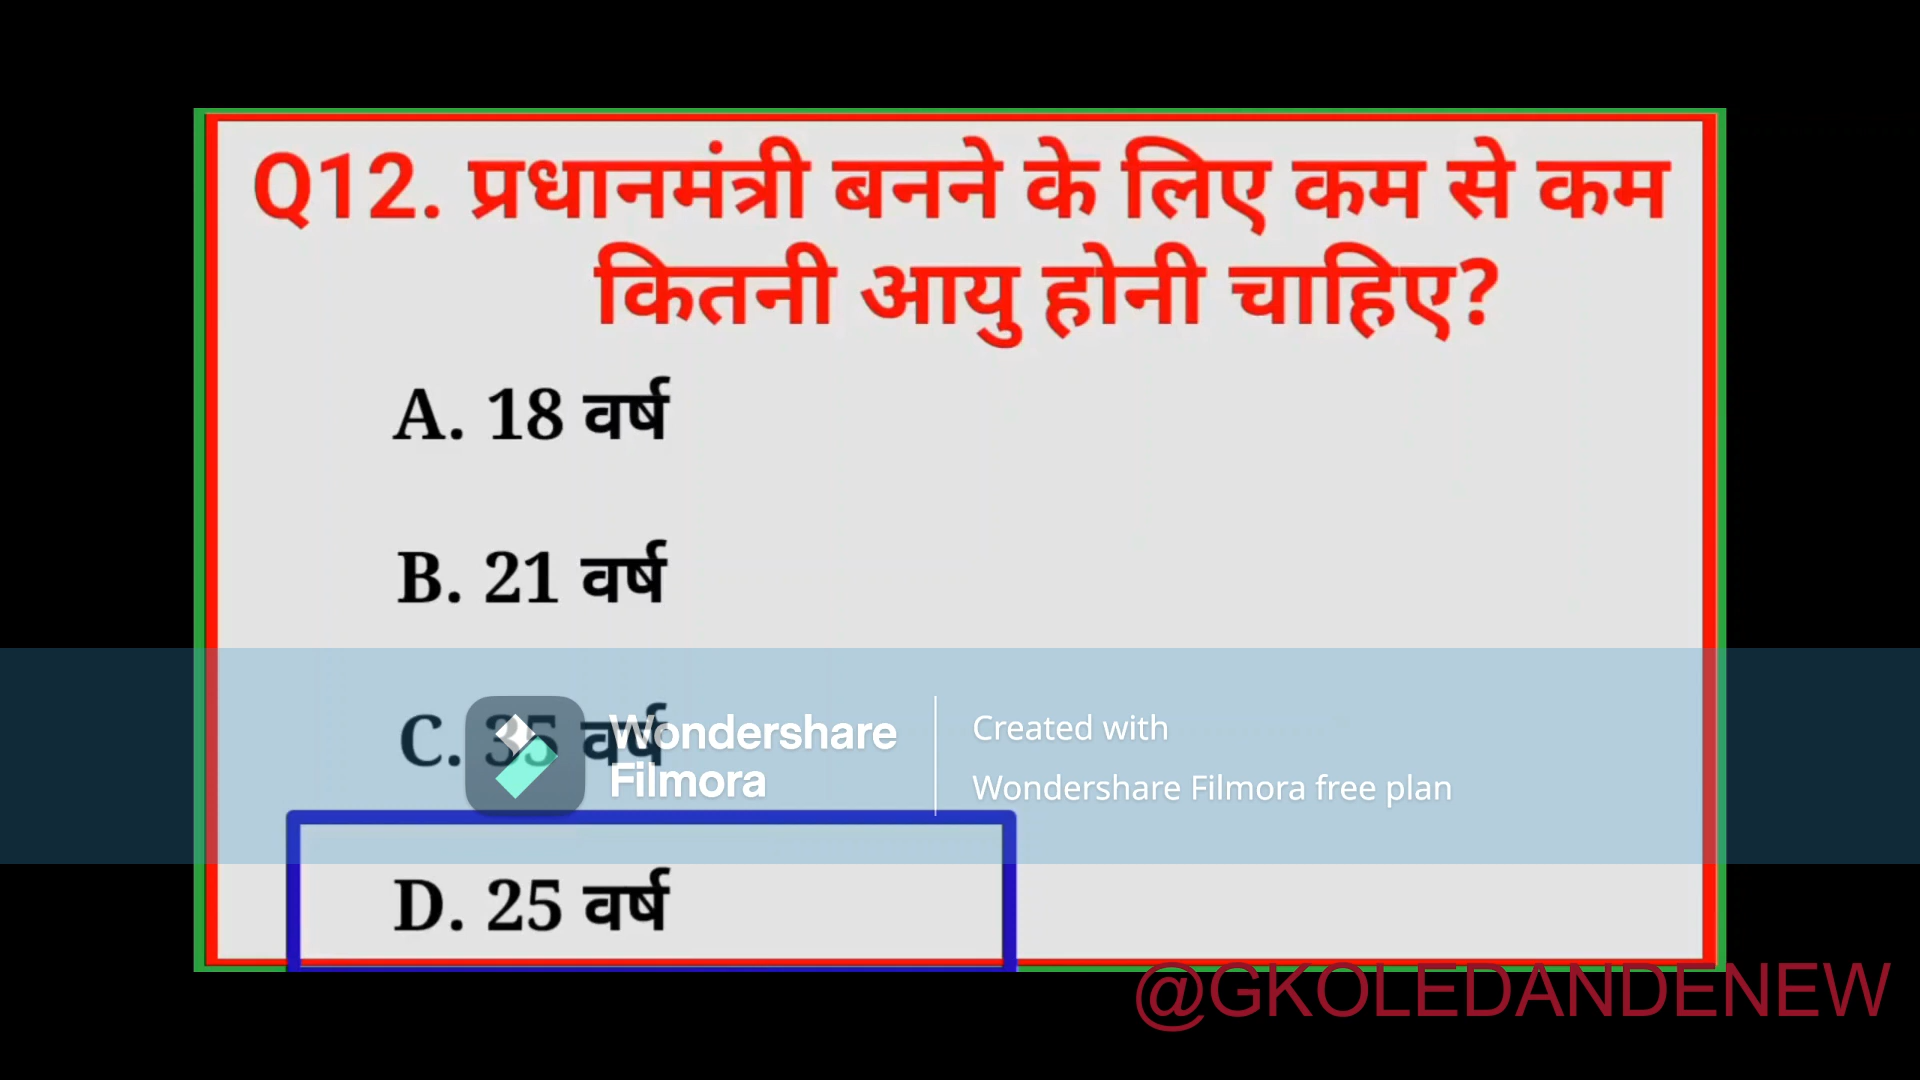 Q12. प्रधानमंत्री बनने के लिए कम से कम
कितनी आयु होनी चाहिए?
A. 18 वर्ष
B. 21 वर्ष
C. 35 वर्ष
Wondershare
Filmora
Created with
Wondershare Filmora free plan
D. 25 वर्ष
@GKOLEDANDENEW